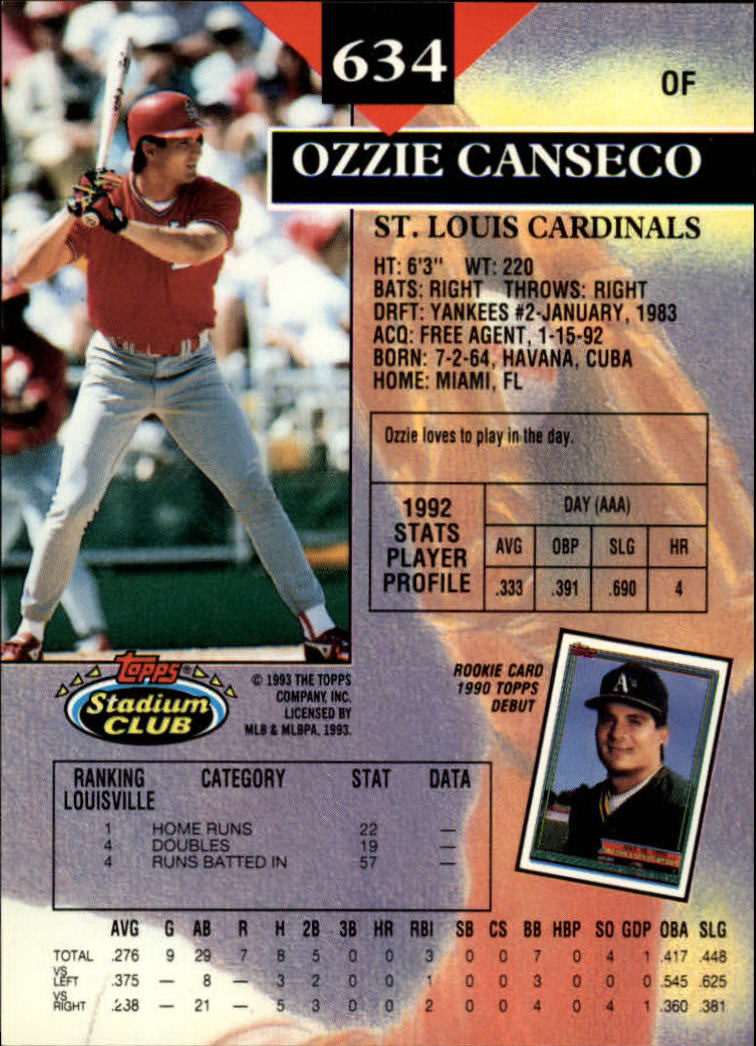 634
OF
OZZIE CANSECO
ST. LOUIS CARDINALS
HT: 6'3" WT: 220
BATS: RIGHT THROWS: RIGHT
DRFT: YANKEES #2-JANUARY, 1983
ACQ: FREE AGENT, 1-15-92
BORN: 7-2-64, HAVANA, CUBA
HOME: MIAMI, FL
Ozzie loves to play in the day.
1992 STATS PLAYER PROFILE
DAY (AAA)
AVG OBP SLG HR
.333 .391 .690 4
TOPPS
Stadium
CLUB
© 1993 THE TOPPS
COMPANY, INC.
LICENSED BY
MLB & MLBPA, 1993.
ROOKIE CARD
1990 TOPPS
DEBUT
A's
RANKING CATEGORY STAT DATA
LOUISVILLE
1 HOME RUNS 22 —
4 DOUBLES 19 —
4 RUNS BATTED IN 57 —
AVG G AB R H 2B 3B HR RBI SB CS BB HBP SO GDP OBA SLG
TOTAL .276 9 29 7 8 5 0 0 3 0 0 7 0 4 1 .417 .448
VS LEFT .375 — 8 — 3 2 0 0 1 0 0 3 0 0 0 .545 .625
VS RIGHT .238 — 21 — 5 3 0 0 2 0 0 4 0 4 1 .360 .381